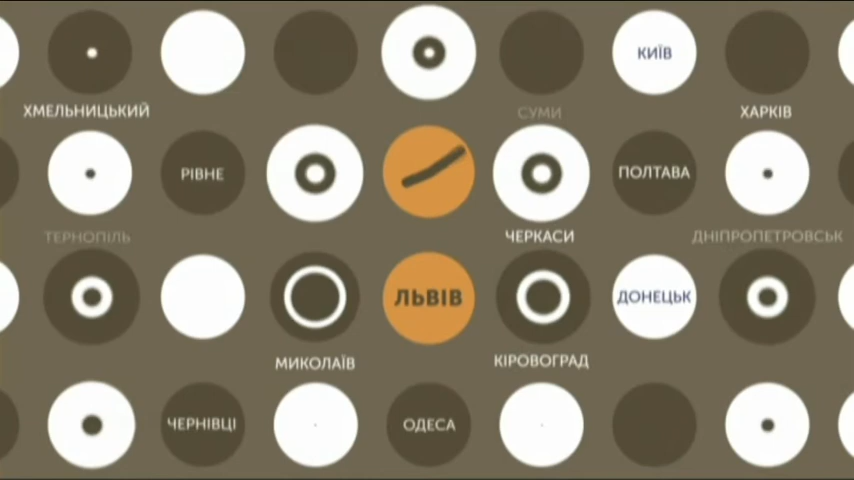 КИЇВ
ХМЕЛЬНИЦЬКИЙ
СУМИ
ХАРКІВ
РІВНЕ
ПОЛТАВА
ТЕРНОПІЛЬ
ЧЕРКАСИ
ДНІПРОПЕТРОВСЬК
ЛЬВІВ
ДОНЕЦЬК
МИКОЛАЇВ
КІРОВОГРАД
ЧЕРНІВЦІ
ОДЕСА